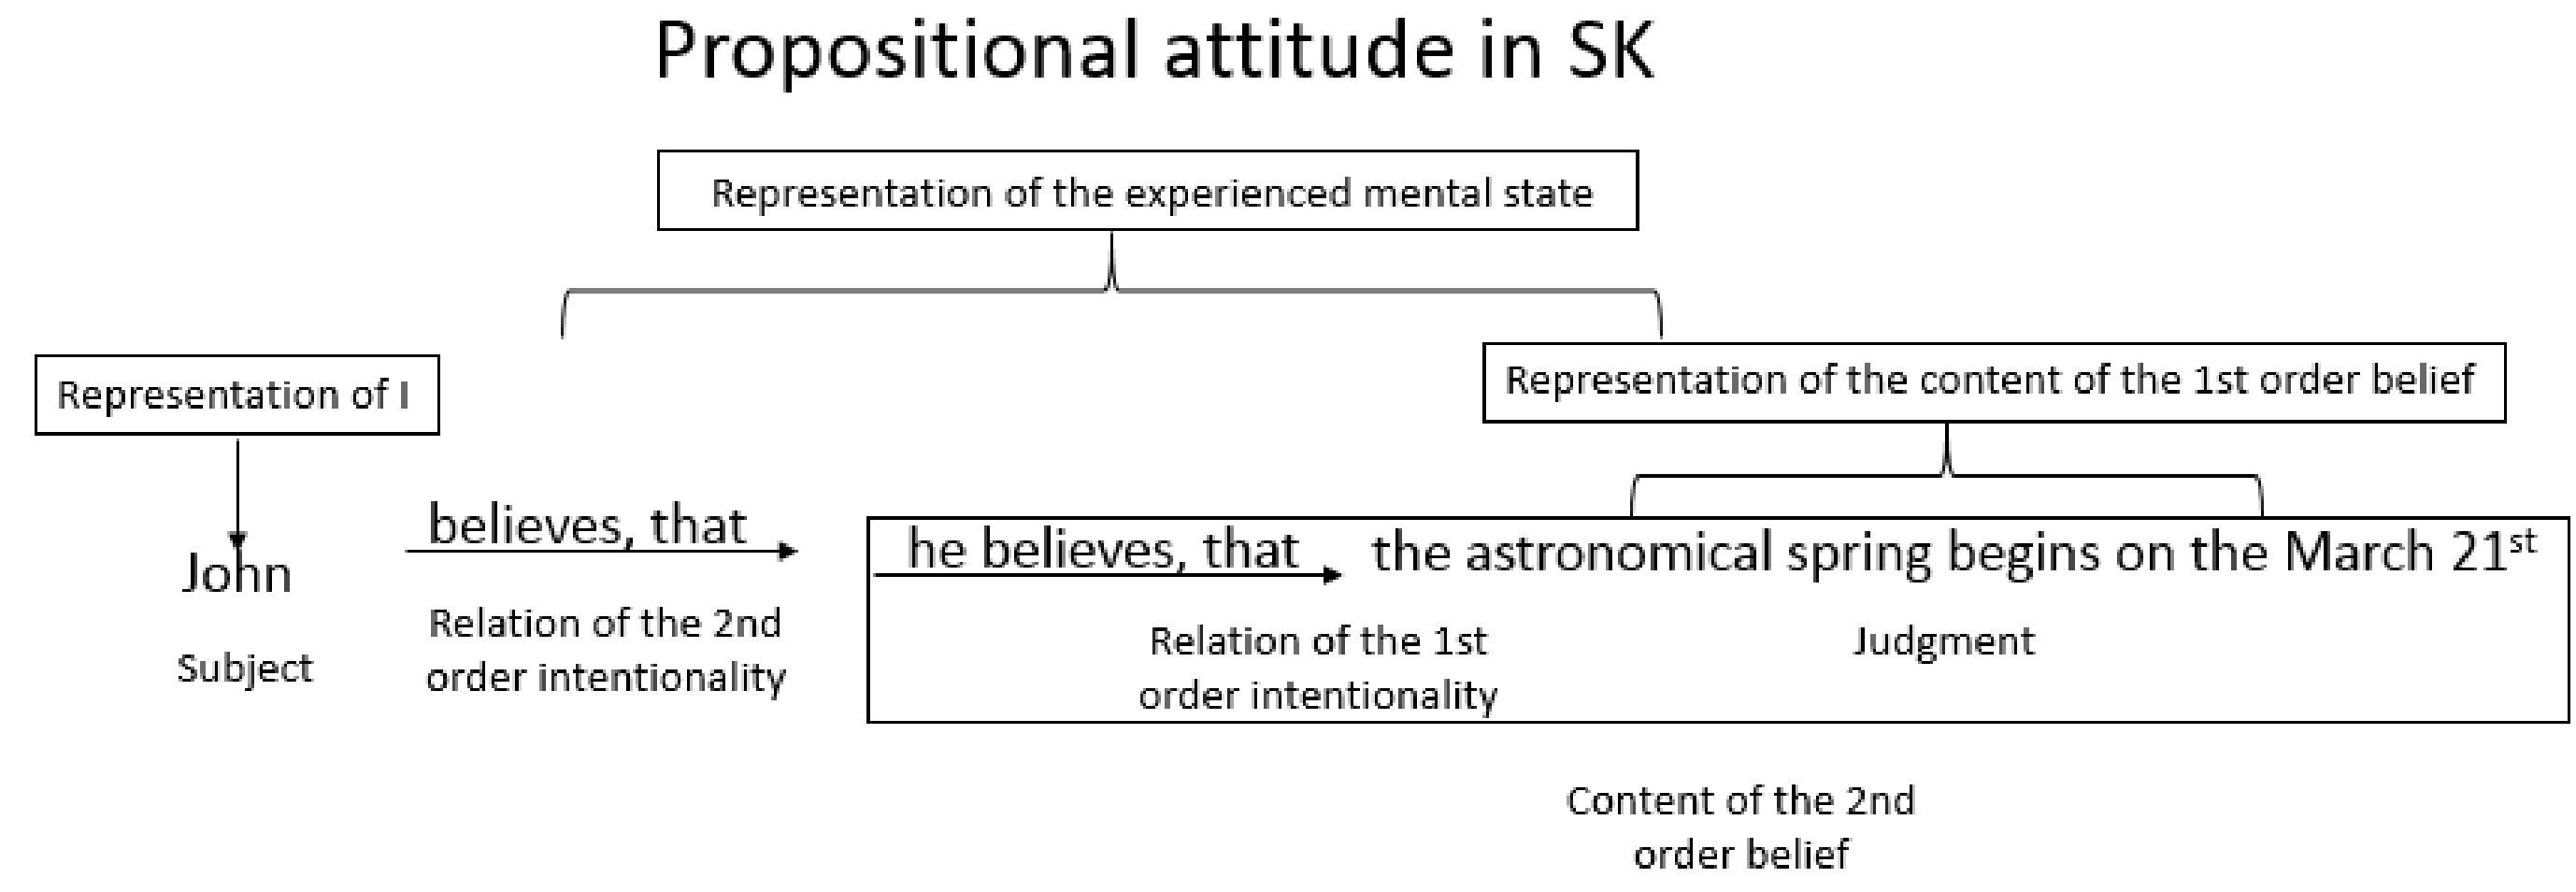 Propositional attitude in SK
Representation of the experienced mental state
Representation of I
Representation of the content of the 1st order belief
John
believes, that
he believes, that
the astronomical spring begins on the March 21st
Subject
Relation of the 2nd
order intentionality
Relation of the 1st
order intentionality
Judgment
Content of the 2nd
order belief